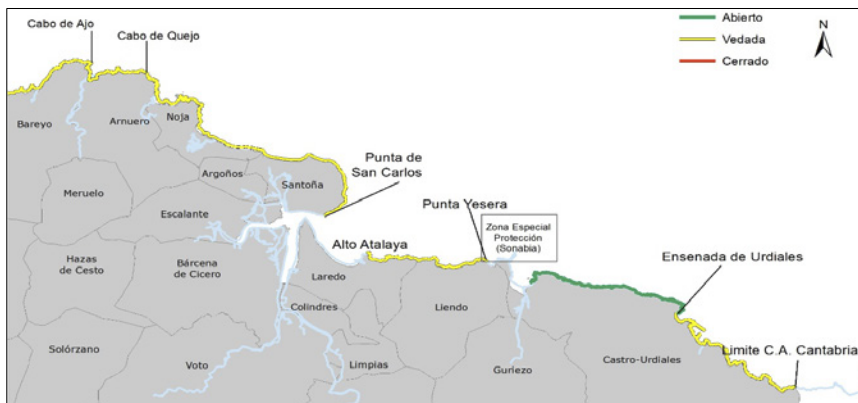 Cabo de Ajo
Cabo de Quejo
Abierto
Vedada
Cerrado
N
Bareyo
Arnuero
Noja
Argoños
Santoña
Punta de
San Carlos
Meruelo
Escalante
Punta Yesera
Zona Especial
Protección
(Sonabia)
Alto Atalaya
Ensenada de Urdiales
Hazas
de Cesto
Bárcena
de Cicero
Laredo
Colindres
Liendo
Solórzano
Voto
Limpias
Guriezo
Castro-Urdiales
Limite C.A. Cantabria